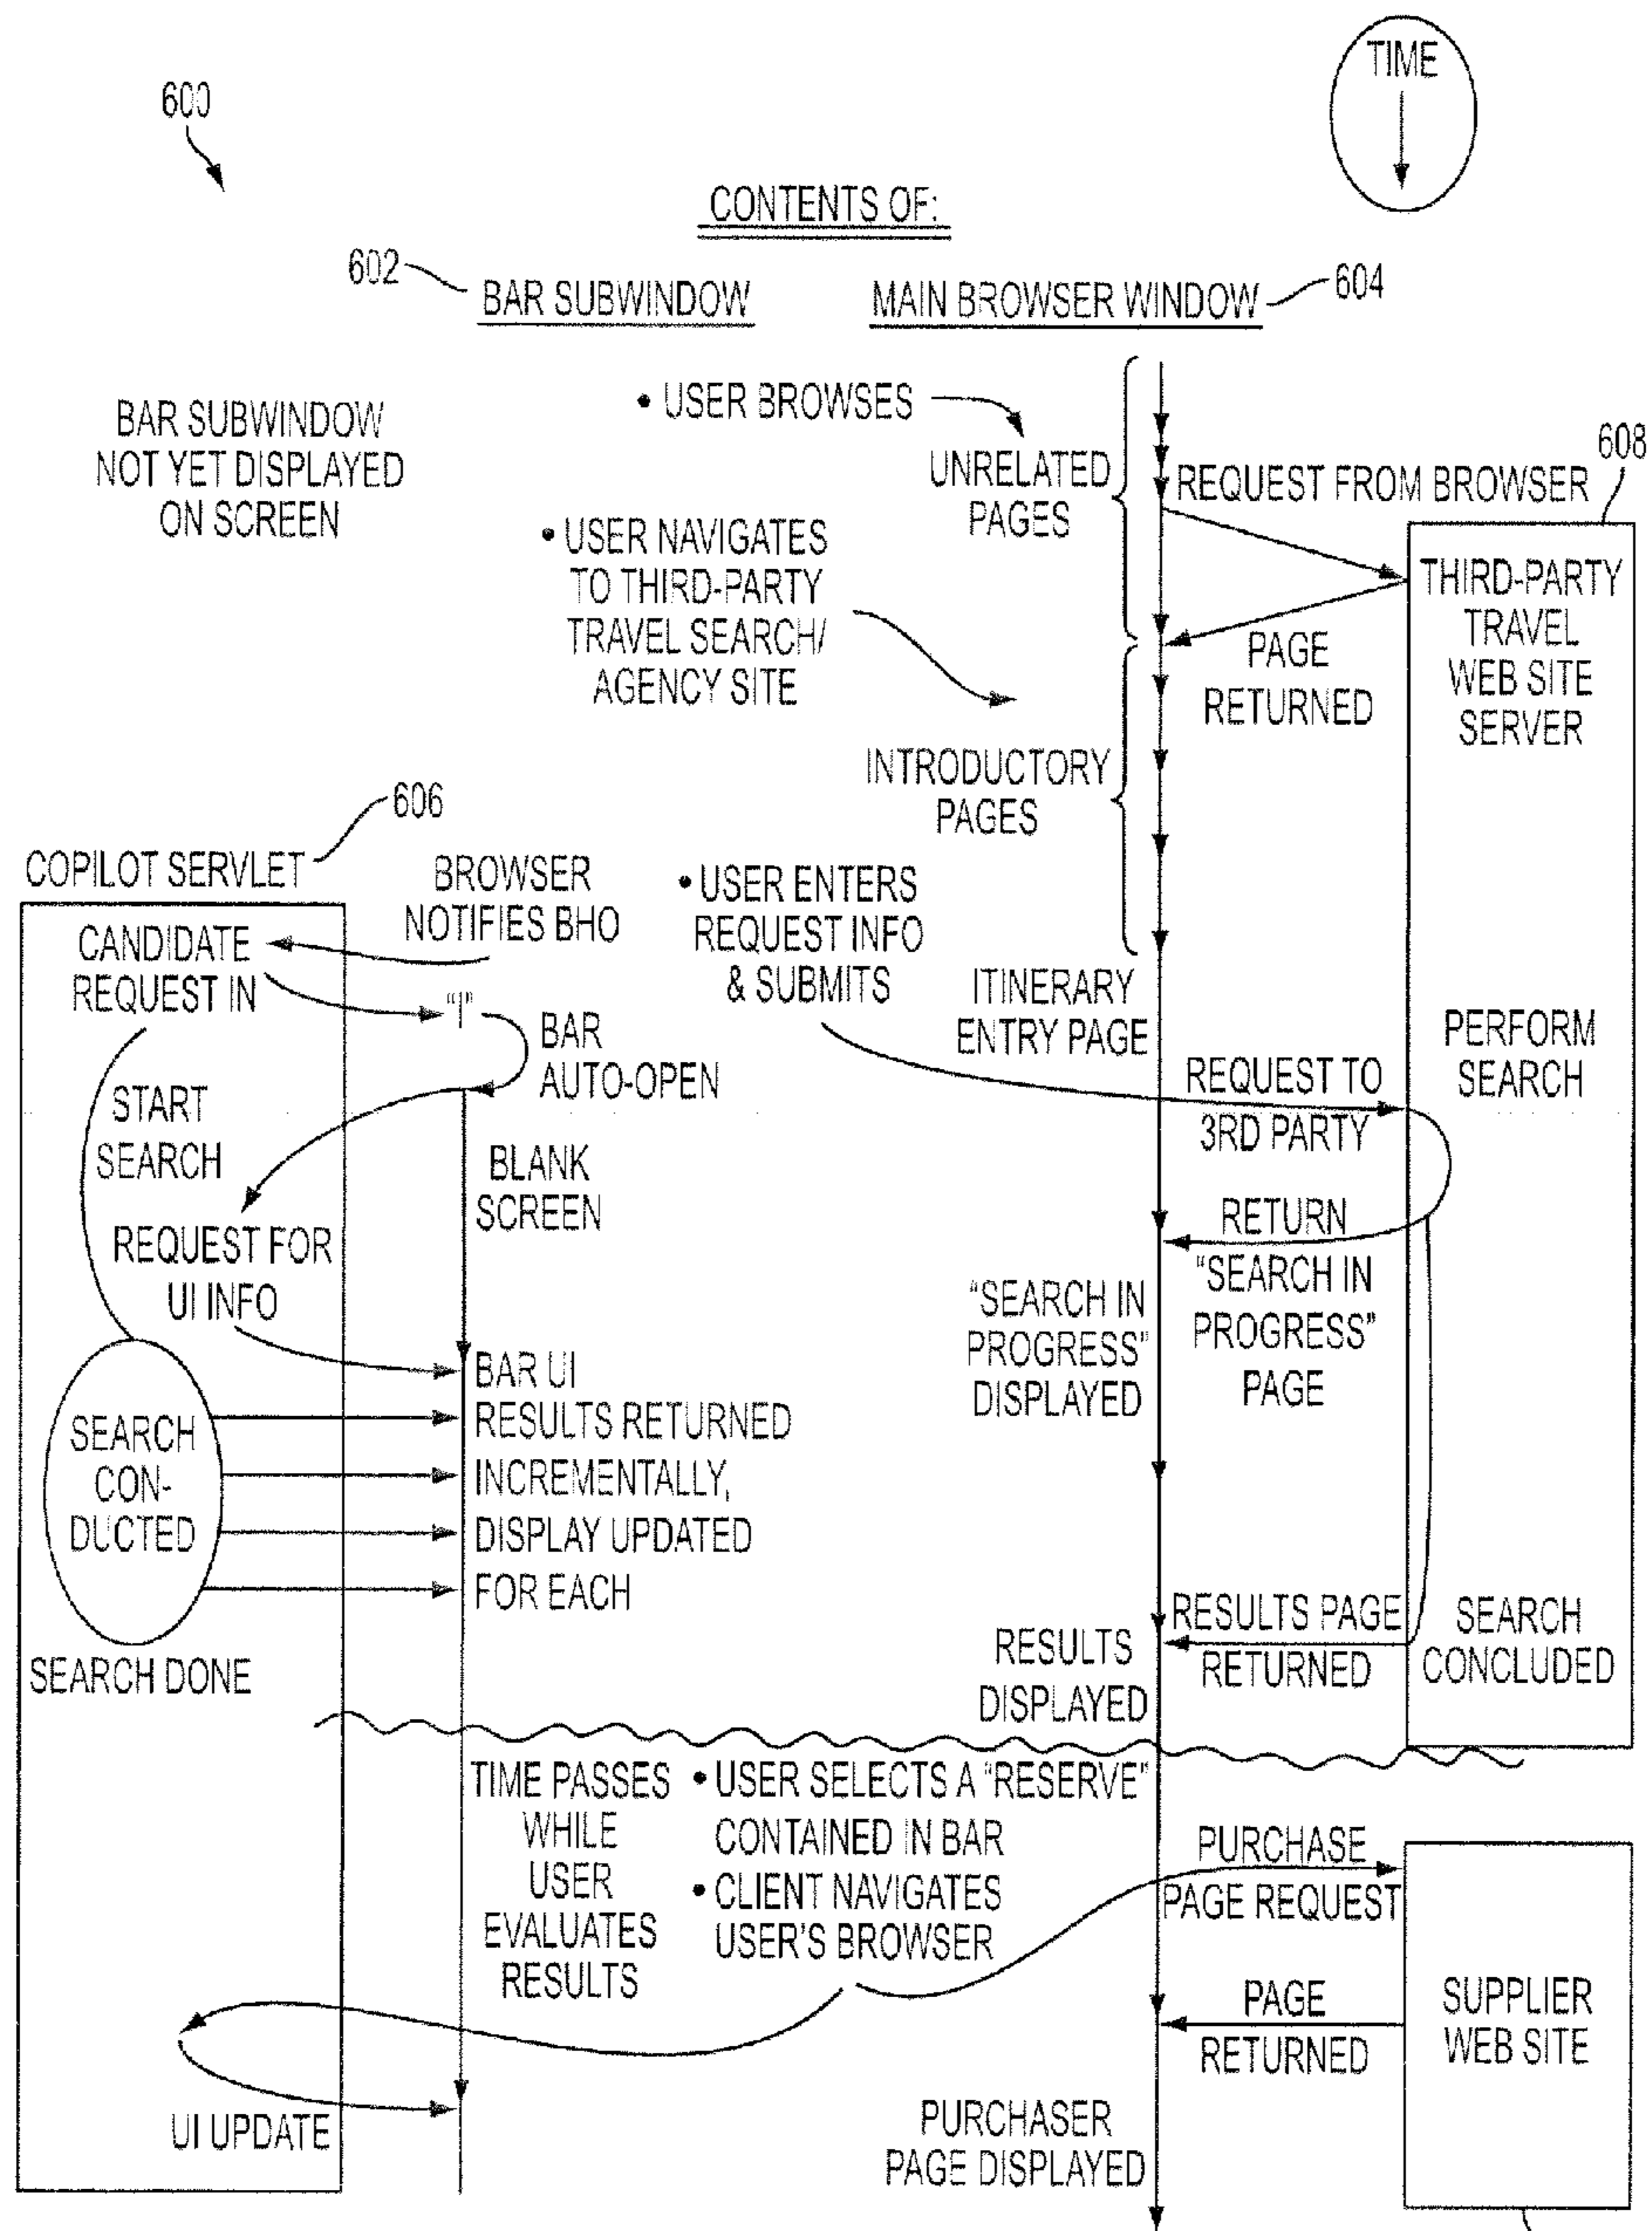 TIME
600
CONTENTS OF:
602
BAR SUBWINDOW
MAIN BROWSER WINDOW
604
BAR SUBWINDOW
NOT YET DISPLAYED
ON SCREEN
• USER BROWSES
UNRELATED
PAGES
REQUEST FROM BROWSER
608
• USER NAVIGATES
TO THIRD-PARTY
TRAVEL SEARCH/
AGENCY SITE
THIRD-PARTY
TRAVEL
WEB SITE
SERVER
PAGE
RETURNED
INTRODUCTORY
PAGES
606
COPILOT SERVLET
BROWSER
NOTIFIES BHO
• USER ENTERS
REQUEST INFO
& SUBMITS
CANDIDATE
REQUEST IN
"I"
BAR
AUTO-OPEN
ITINERARY
ENTRY PAGE
PERFORM
SEARCH
REQUEST TO
3RD PARTY
START
SEARCH
BLANK
SCREEN
REQUEST FOR
UI INFO
RETURN
"SEARCH IN
PROGRESS"
PAGE
"SEARCH IN
PROGRESS"
DISPLAYED
BAR UI
RESULTS RETURNED
INCREMENTALLY,
DISPLAY UPDATED
FOR EACH
SEARCH
CON-
DUCTED
SEARCH DONE
RESULTS
DISPLAYED
RESULTS PAGE
RETURNED
SEARCH
CONCLUDED
TIME PASSES
WHILE
USER
EVALUATES
RESULTS
• USER SELECTS A "RESERVE"
CONTAINED IN BAR
• CLIENT NAVIGATES
USER'S BROWSER
PURCHASE
PAGE REQUEST
PAGE
RETURNED
SUPPLIER
WEB SITE
UI UPDATE
PURCHASER
PAGE DISPLAYED